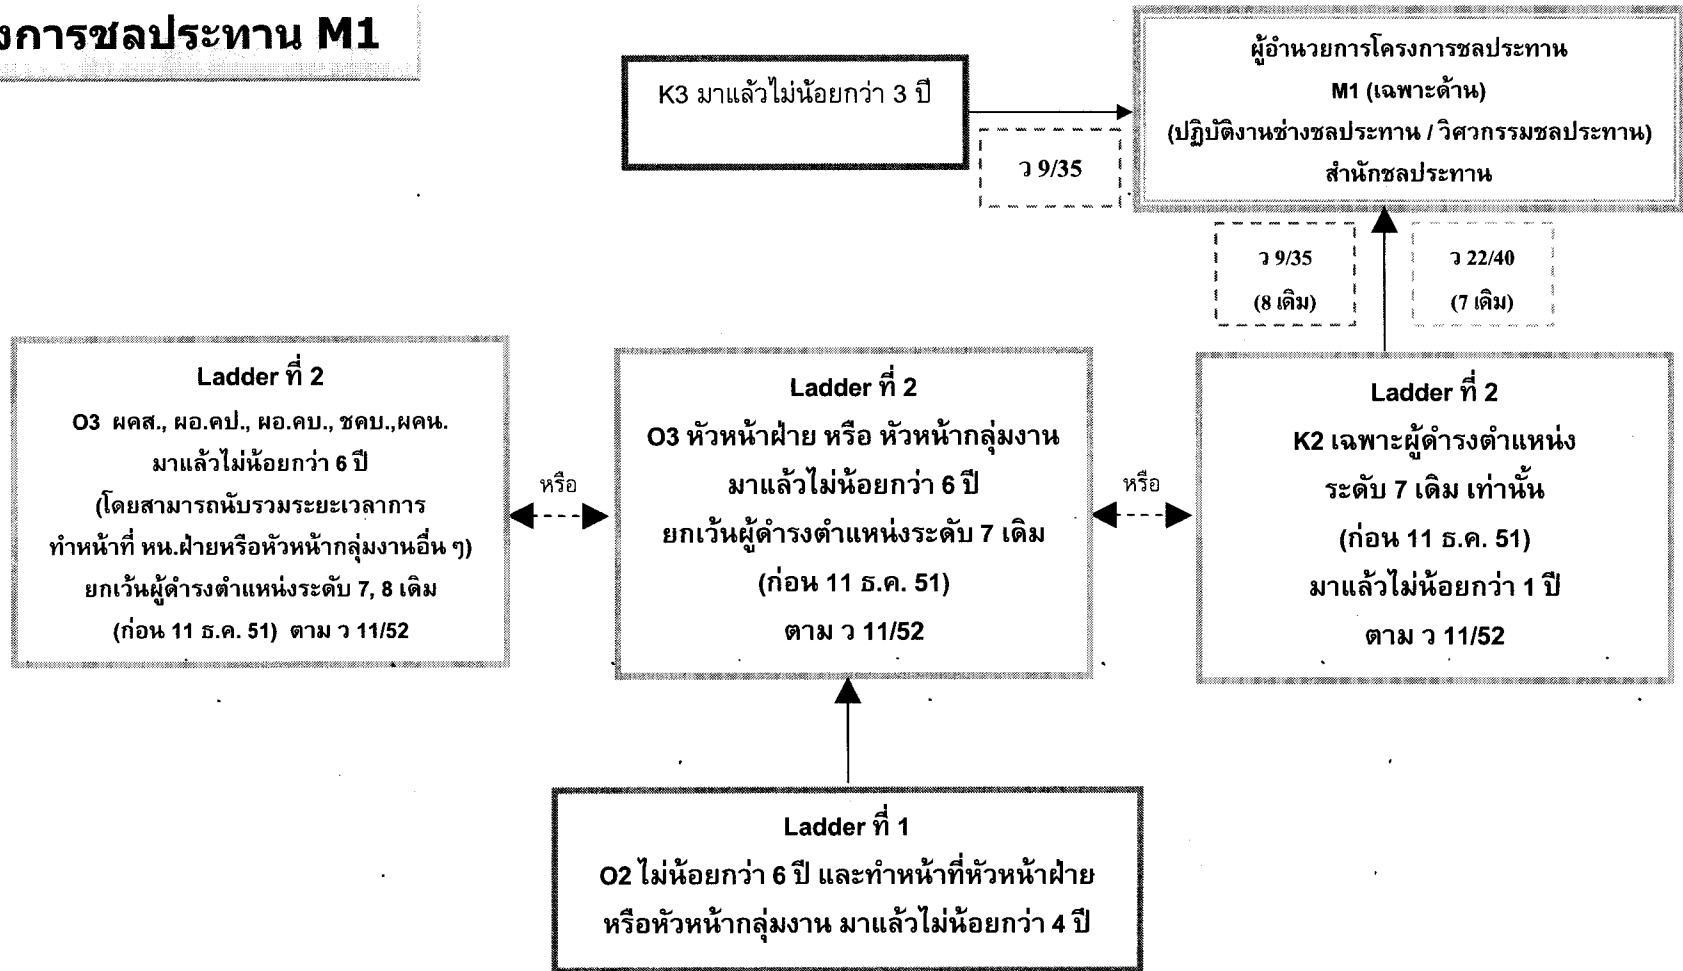 งการชลประทาน M1
K3 มาแล้วไม่น้อยกว่า 3 ปี
ว 9/35
ผู้อำนวยการโครงการชลประทาน
M1 (เฉพาะด้าน)
(ปฏิบัติงานช่างชลประทาน / วิศวกรรมชลประทาน)
สำนักชลประทาน
ว 9/35
(8 เดิม)
ว 22/40
(7 เดิม)
Ladder ที่ 2
O3 ผคส., ผอ.คป., ผอ.คบ., ชคบ.,ผคน.
มาแล้วไม่น้อยกว่า 6 ปี
(โดยสามารถนับรวมระยะเวลาการ
ทำหน้าที่ หน.ฝ่ายหรือหัวหน้ากลุ่มงานอื่น ๆ)
ยกเว้นผู้ดำรงตำแหน่งระดับ 7, 8 เดิม
(ก่อน 11 ธ.ค. 51) ตาม ว 11/52
หรือ
Ladder ที่ 2
O3 หัวหน้าฝ่าย หรือ หัวหน้ากลุ่มงาน
มาแล้วไม่น้อยกว่า 6 ปี
ยกเว้นผู้ดำรงตำแหน่งระดับ 7 เดิม
(ก่อน 11 ธ.ค. 51)
ตาม ว 11/52
หรือ
Ladder ที่ 2
K2 เฉพาะผู้ดำรงตำแหน่ง
ระดับ 7 เดิม เท่านั้น
(ก่อน 11 ธ.ค. 51)
มาแล้วไม่น้อยกว่า 1 ปี
ตาม ว 11/52
Ladder ที่ 1
O2 ไม่น้อยกว่า 6 ปี และทำหน้าที่หัวหน้าฝ่าย
หรือหัวหน้ากลุ่มงาน มาแล้วไม่น้อยกว่า 4 ปี